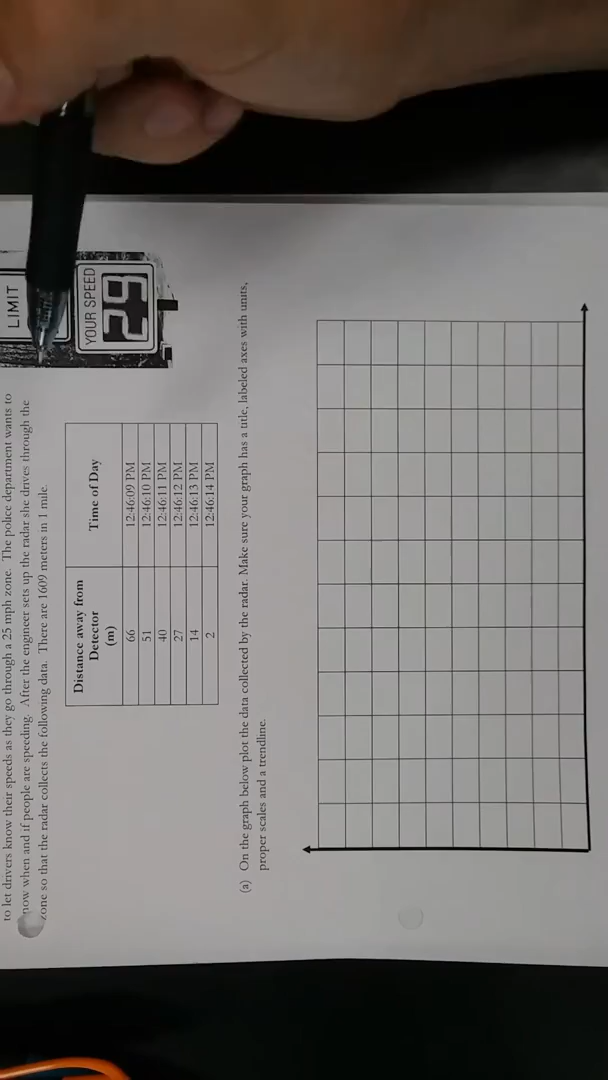 to let drivers know their speeds as they go through a 25 mph zone. The police department wants to
now when and if people are speeding. After the engineer sets up the radar she drives through the
zone so that the radar collects the following data. There are 1609 meters in 1 mile.
LIMIT
YOUR SPEED
29
Distance away from Detector (m) Time of Day
66 12:46:09 PM
51 12:46:10 PM
40 12:46:11 PM
27 12:46:12 PM
14 12:46:13 PM
2 12:46:14 PM
(a) On the graph below plot the data collected by the radar. Make sure your graph has a title, labeled axes with units,
proper scales and a trendline.